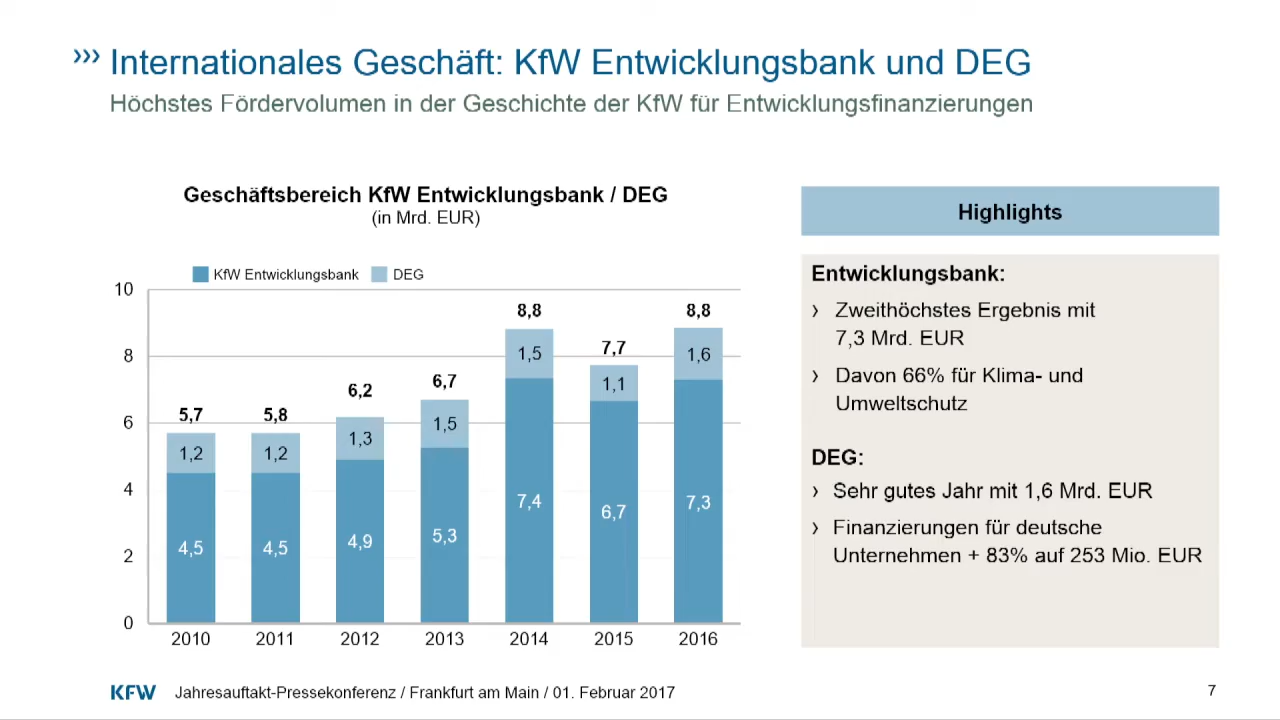 ››› Internationales Geschäft: KfW Entwicklungsbank und DEG
Höchstes Fördervolumen in der Geschichte der KfW für Entwicklungsfinanzierungen
Geschäftsbereich KfW Entwicklungsbank / DEG
(in Mrd. EUR)
KfW Entwicklungsbank DEG
10
8
6
4
2
0
5,7 5,8 6,2 6,7 8,8 7,7 8,8
1,2 1,2 1,3 1,5 1,5 1,1 1,6
4,5 4,5 4,9 5,3 7,4 6,7 7,3
2010 2011 2012 2013 2014 2015 2016
Highlights
Entwicklungsbank:
› Zweithöchstes Ergebnis mit
7,3 Mrd. EUR
› Davon 66% für Klima- und
Umweltschutz
DEG:
› Sehr gutes Jahr mit 1,6 Mrd. EUR
› Finanzierungen für deutsche
Unternehmen + 83% auf 253 Mio. EUR
KFW Jahresauftakt-Pressekonferenz / Frankfurt am Main / 01. Februar 2017
7